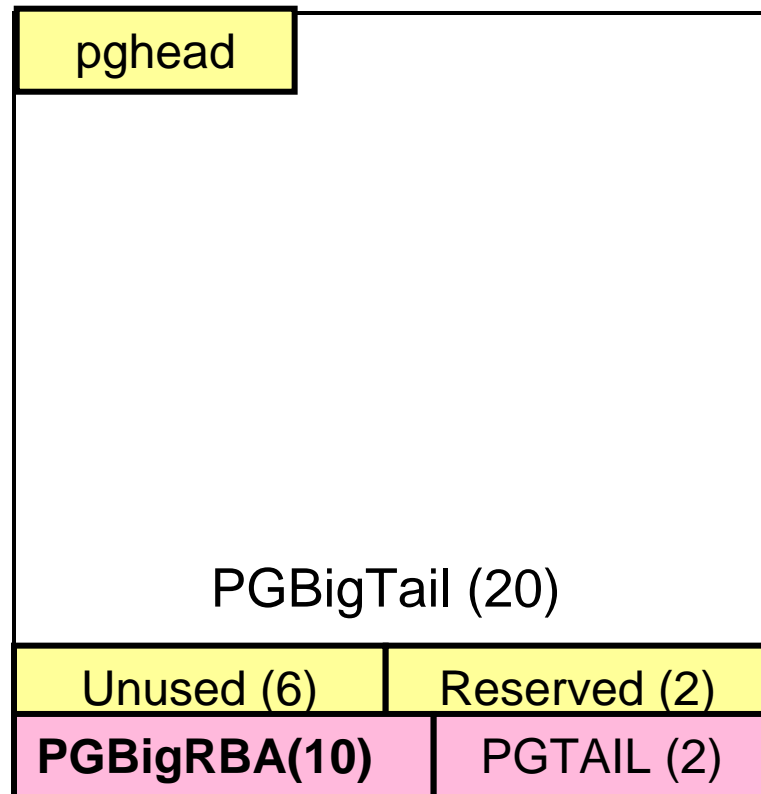 pghead
PGBigTail (20)
Unused (6) Reserved (2)
PGBigRBA(10) PGTAIL (2)